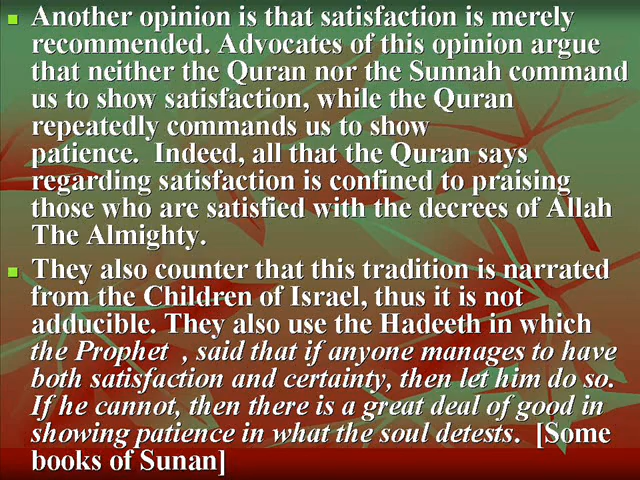 Another opinion is that satisfaction is merely
recommended. Advocates of this opinion argue
that neither the Quran nor the Sunnah command
us to show satisfaction, while the Quran
repeatedly commands us to show
patience.  Indeed, all that the Quran says
regarding satisfaction is confined to praising
those who are satisfied with the decrees of Allah
The Almighty.
They also counter that this tradition is narrated
from the Children of Israel, thus it is not
adducible. They also use the Hadeeth in which
the Prophet  , said that if anyone manages to have
both satisfaction and certainty, then let him do so.
If he cannot, then there is a great deal of good in
showing patience in what the soul detests.  [Some
books of Sunan]